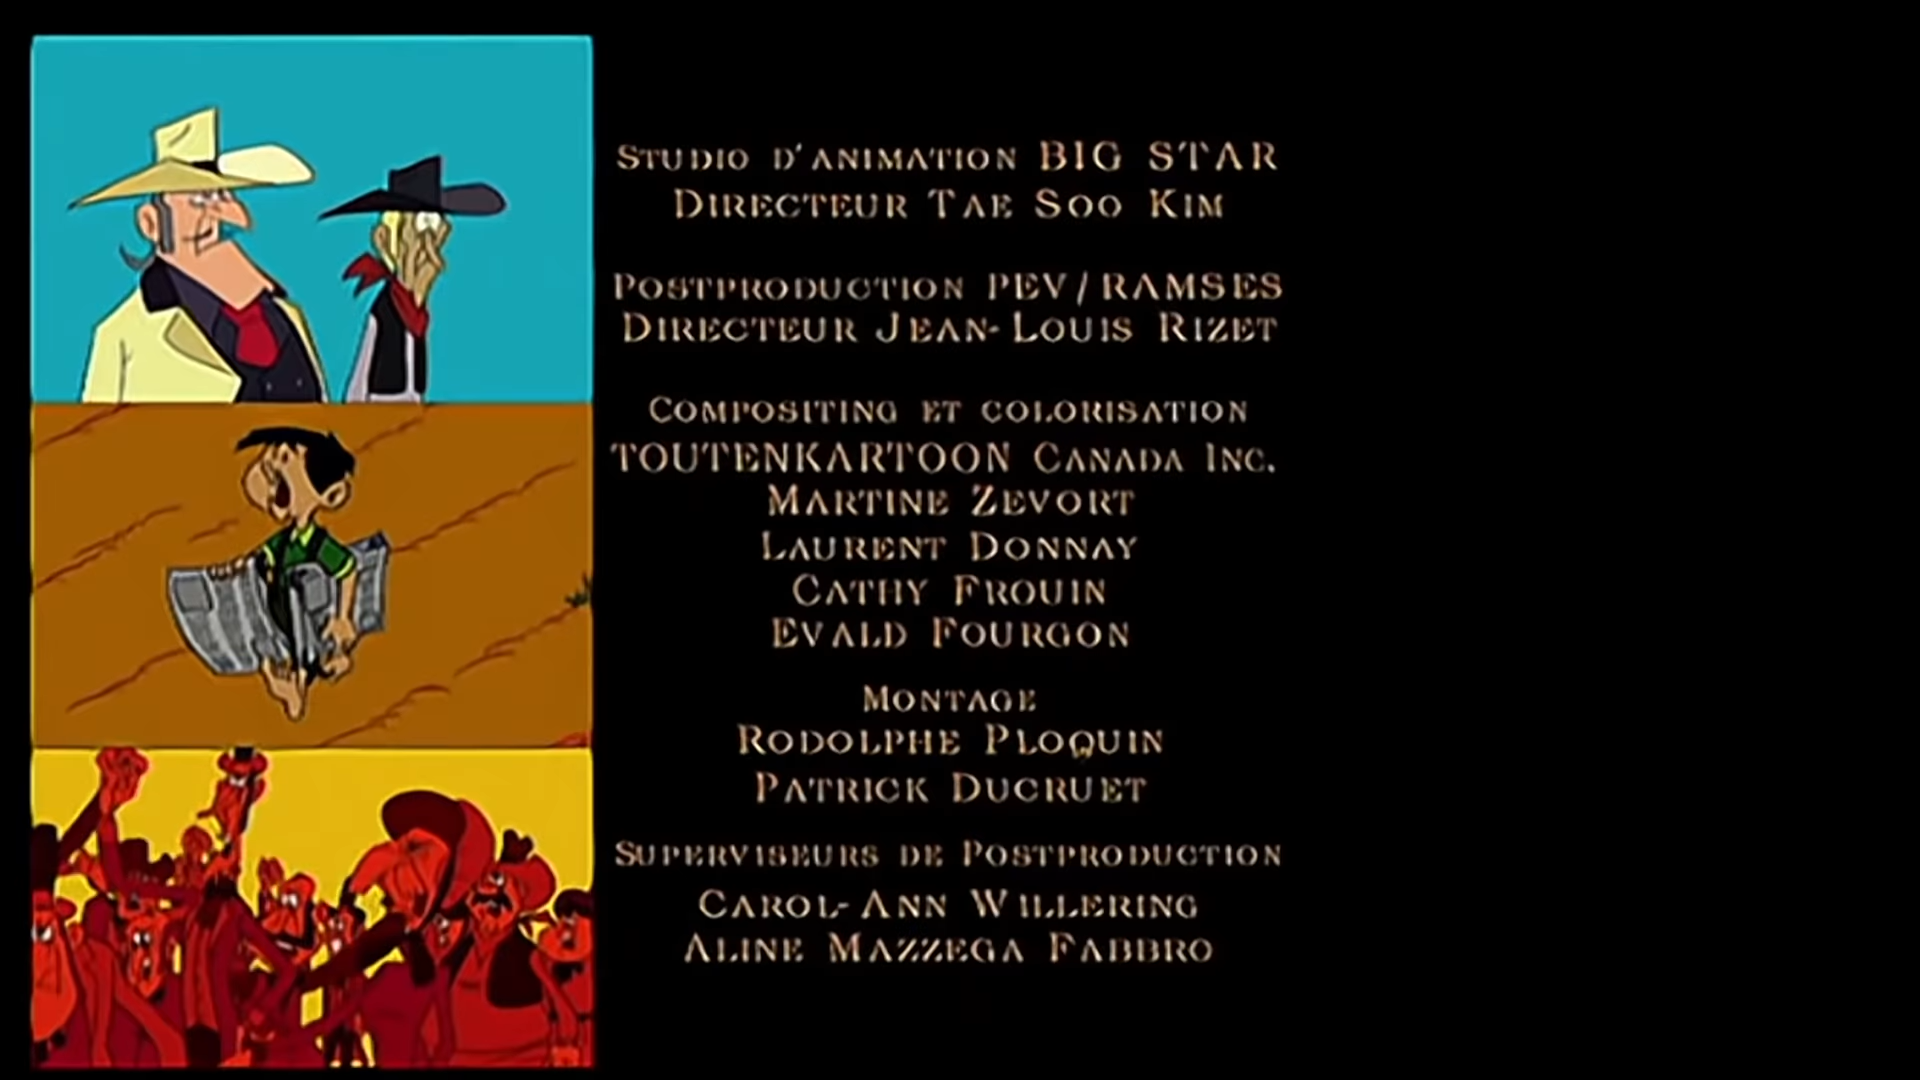 Studio d'animation BIG STAR
Directeur Tae Soo Kim
Postproduction PEV/RAMSES
Directeur Jean-Louis Rizet
Compositing et colorisation
TOUTENKARTOON Canada Inc.
Martine Zevort
Laurent Donnay
Cathy Frouin
Evald Fourgon
Montage
Rodolphe Ploquin
Patrick Ducruet
Superviseurs de Postproduction
Carol-Ann Willering
Aline Mazzega Fabbro